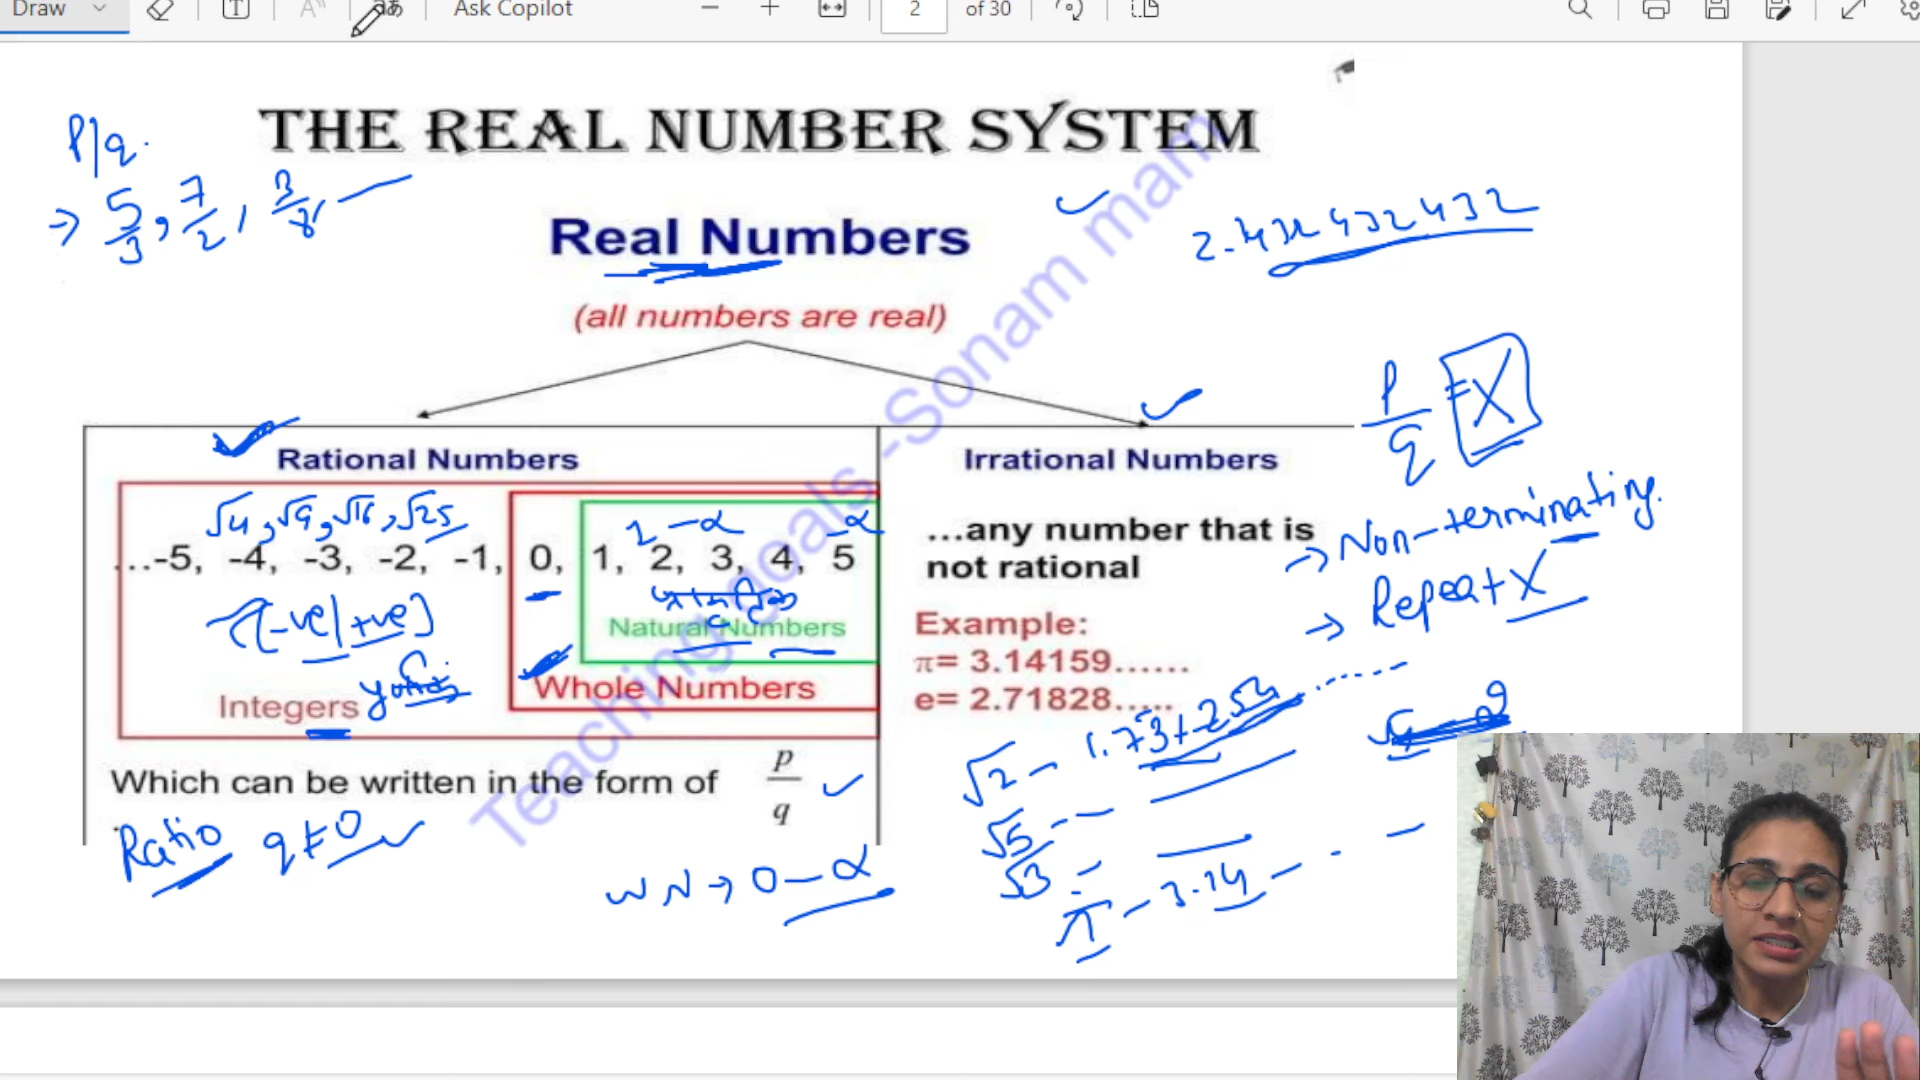 Draw
Ask Copilot
2 of 30
THE REAL NUMBER SYSTEM
P/q.
→ 5/3, 7/2, 3/8
Real Numbers
2.432432432
(all numbers are real)
P/q = X
Rational Numbers
Irrational Numbers
√4, √9, √16, √25
2 - α - α
...-5, -4, -3, -2, -1, 0, 1, 2, 3, 4, 5
...any number that is
not rational
→ Non-terminating.
→ Repeat X
(-ve/+ve)
Natural Numbers
Example:
π= 3.14159......
Integers
Whole Numbers
e= 2.71828.....
√2 - 1.73
Which can be written in the form of p/q
√5 - -
Ratio q≠0
√3 -
WN → 0 - α
π - 3.14 -
Teaching goals -Sonam mam